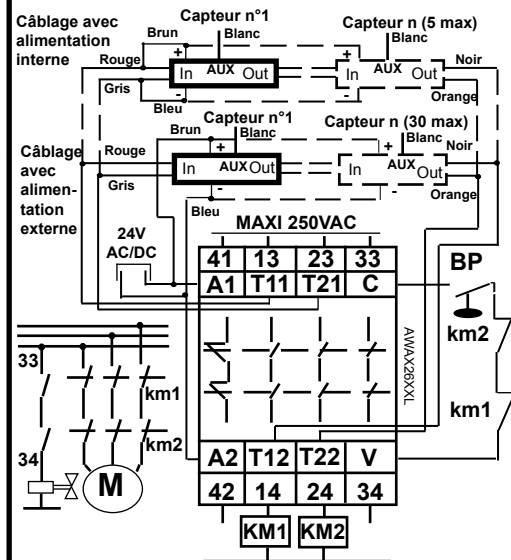 Câblage avec
alimentation
interne
Capteur n°1
Capteur n (5 max)
Brun
Blanc
Blanc
Rouge
+
+
Noir
In
AUX
Out
In
AUX
Out
Gris
-
-
Orange
Bleu
Capteur n°1
Capteur n (30 max)
Brun
Blanc
Blanc
Câblage
avec
alimen-
tation
externe
Rouge
+
+
Noir
In
AUX
Out
In
AUX
Out
Gris
-
-
Orange
Bleu
24V
AC/DC
MAXI 250VAC
41 13 23 33
A1 T11 T21 C
BP
km2
AWAX26XXL
33
km1
km1
34
km2
M
A2 T12 T22 V
42 14 24 34
KM1 KM2